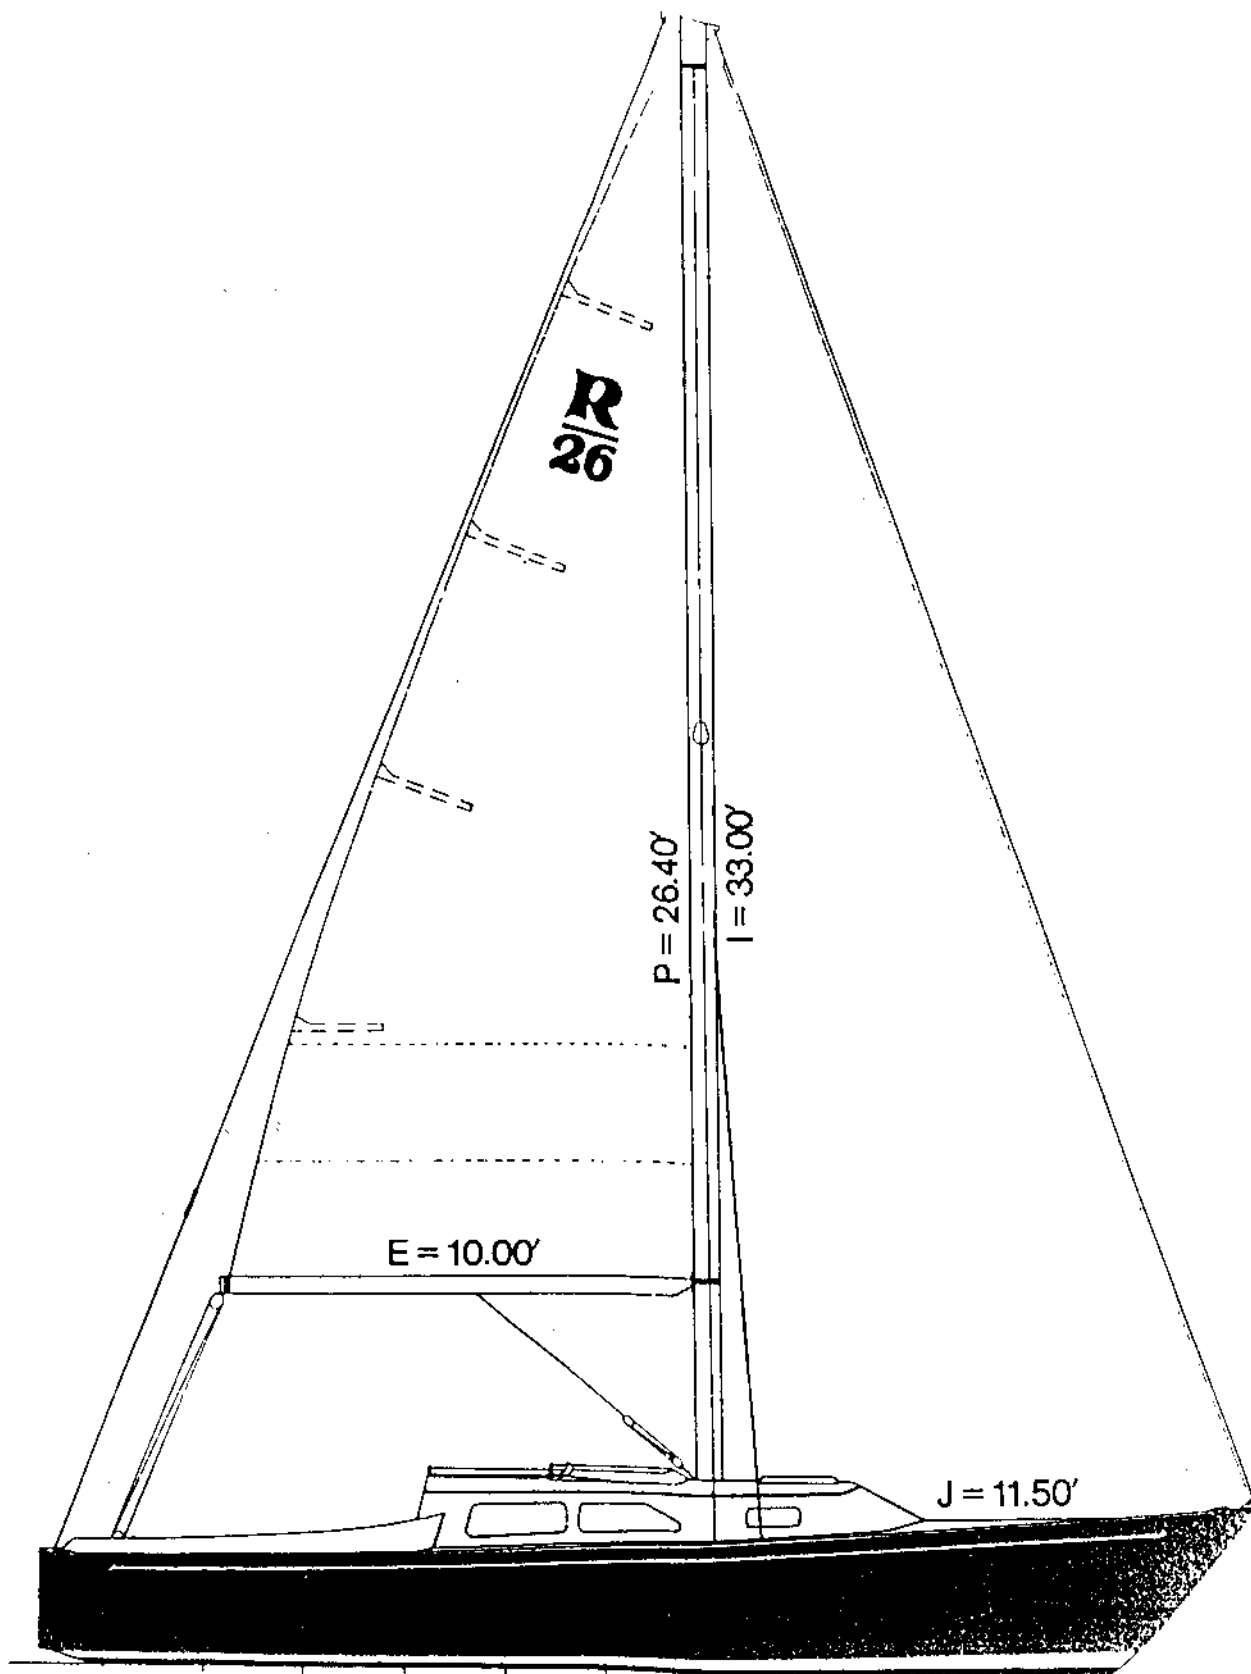 R
26
P = 26.40'
I = 33.00'
E = 10.00'
J = 11.50'